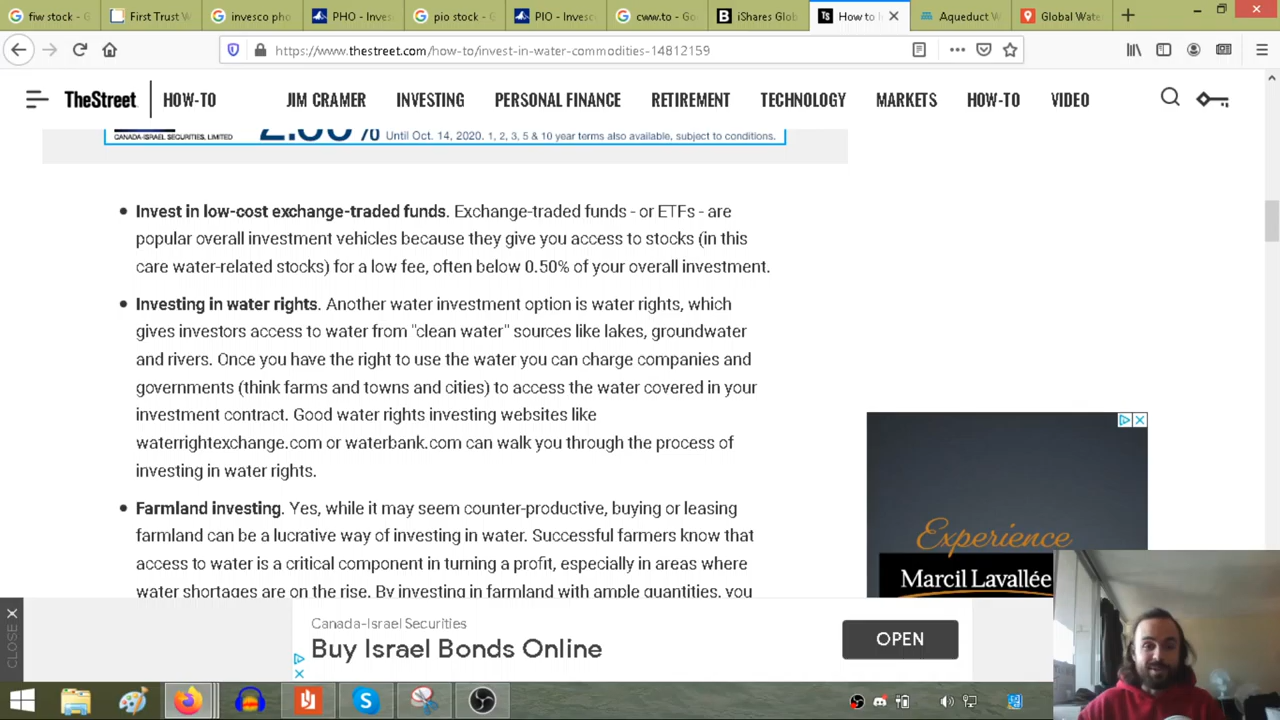 fiw stock - G
First Trust W
invesco pho
PHO - Inves
pio stock - G
PIO - Invesc
cww.to - Go
iShares Glob
How to I
Aqueduct W
Global Wate
https://www.thestreet.com/how-to/invest-in-water-commodities-14812159
TheStreet
HOW-TO
JIM CRAMER
INVESTING
PERSONAL FINANCE
RETIREMENT
TECHNOLOGY
MARKETS
HOW-TO
VIDEO
CANADA-ISRAEL SECURITIES, LIMITED
Until Oct. 14, 2020. 1, 2, 3, 5 & 10 year terms also available, subject to conditions.
• Invest in low-cost exchange-traded funds. Exchange-traded funds - or ETFs - are
popular overall investment vehicles because they give you access to stocks (in this
care water-related stocks) for a low fee, often below 0.50% of your overall investment.
• Investing in water rights. Another water investment option is water rights, which
gives investors access to water from "clean water" sources like lakes, groundwater
and rivers. Once you have the right to use the water you can charge companies and
governments (think farms and towns and cities) to access the water covered in your
investment contract. Good water rights investing websites like
waterrightexchange.com or waterbank.com can walk you through the process of
investing in water rights.
• Farmland investing. Yes, while it may seem counter-productive, buying or leasing
farmland can be a lucrative way of investing in water. Successful farmers know that
access to water is a critical component in turning a profit, especially in areas where
water shortages are on the rise. By investing in farmland with ample quantities, you
Experience
Marcil Lavallée
CLOSE
Canada-Israel Securities
Buy Israel Bonds Online
OPEN